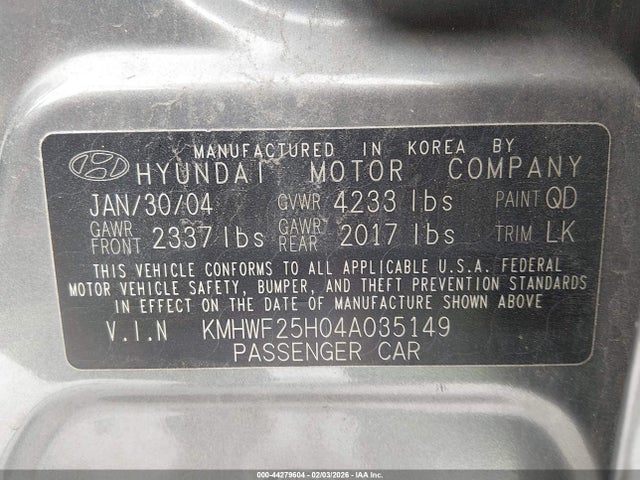 MANUFACTURED IN KOREA BY
HYUNDAI MOTOR COMPANY
JAN/30/04 GVWR 4233 lbs PAINT QD
GAWR FRONT 2337 lbs GAWR REAR 2017 lbs TRIM LK
THIS VEHICLE CONFORMS TO ALL APPLICABLE U.S.A. FEDERAL
MOTOR VEHICLE SAFETY, BUMPER, AND THEFT PREVENTION STANDARDS
IN EFFECT ON THE DATE OF MANUFACTURE SHOWN ABOVE
V.I.N KMHWF25H04A035149
PASSENGER CAR
000-44279604 - 02/03/2026 - © IAA Inc.